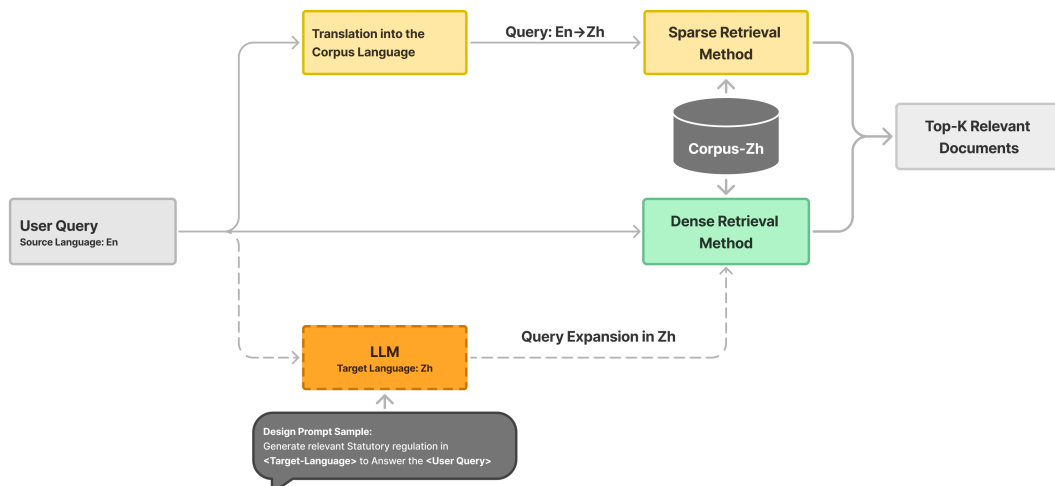 Translation into the
Corpus Language
Query: En→Zh
Sparse Retrieval
Method
Corpus-Zh
Top-K Relevant
Documents
User Query
Source Language: En
Dense Retrieval
Method
LLM
Target Language: Zh
Query Expansion in Zh
Design Prompt Sample:
Generate relevant Statutory regulation in
<Target-Language> to Answer the <User Query>